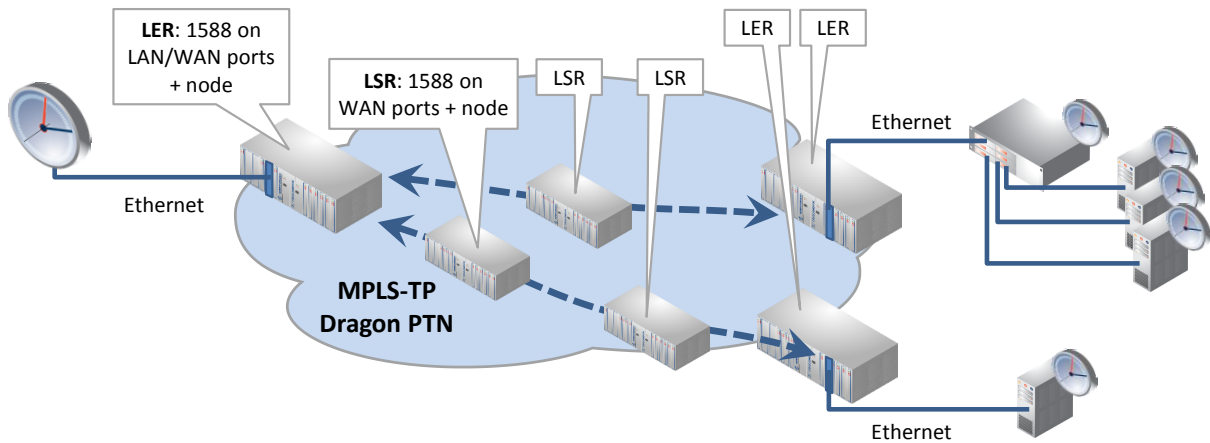 LER: 1588 on
LAN/WAN ports
+ node
LSR: 1588 on
WAN ports + node
LSR
LSR
LER
LER
Ethernet
Ethernet
MPLS-TP
Dragon PTN
Ethernet